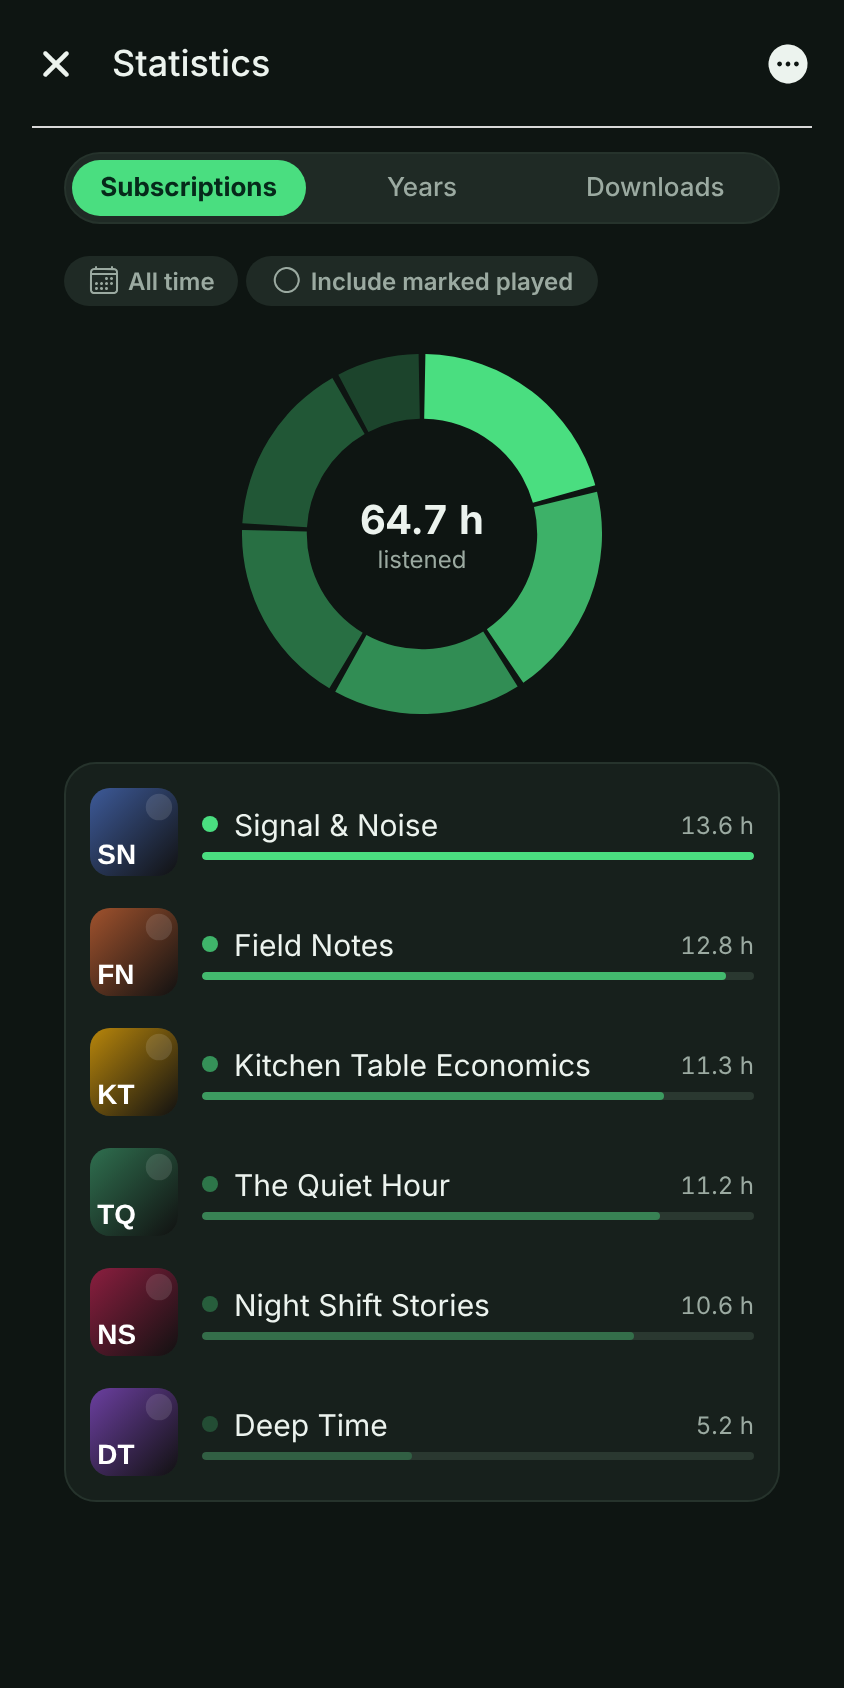 Statistics
Subscriptions Years Downloads
All time Include marked played
64.7 h
listened
SN Signal & Noise 13.6 h
FN Field Notes 12.8 h
KT Kitchen Table Economics 11.3 h
TQ The Quiet Hour 11.2 h
NS Night Shift Stories 10.6 h
DT Deep Time 5.2 h